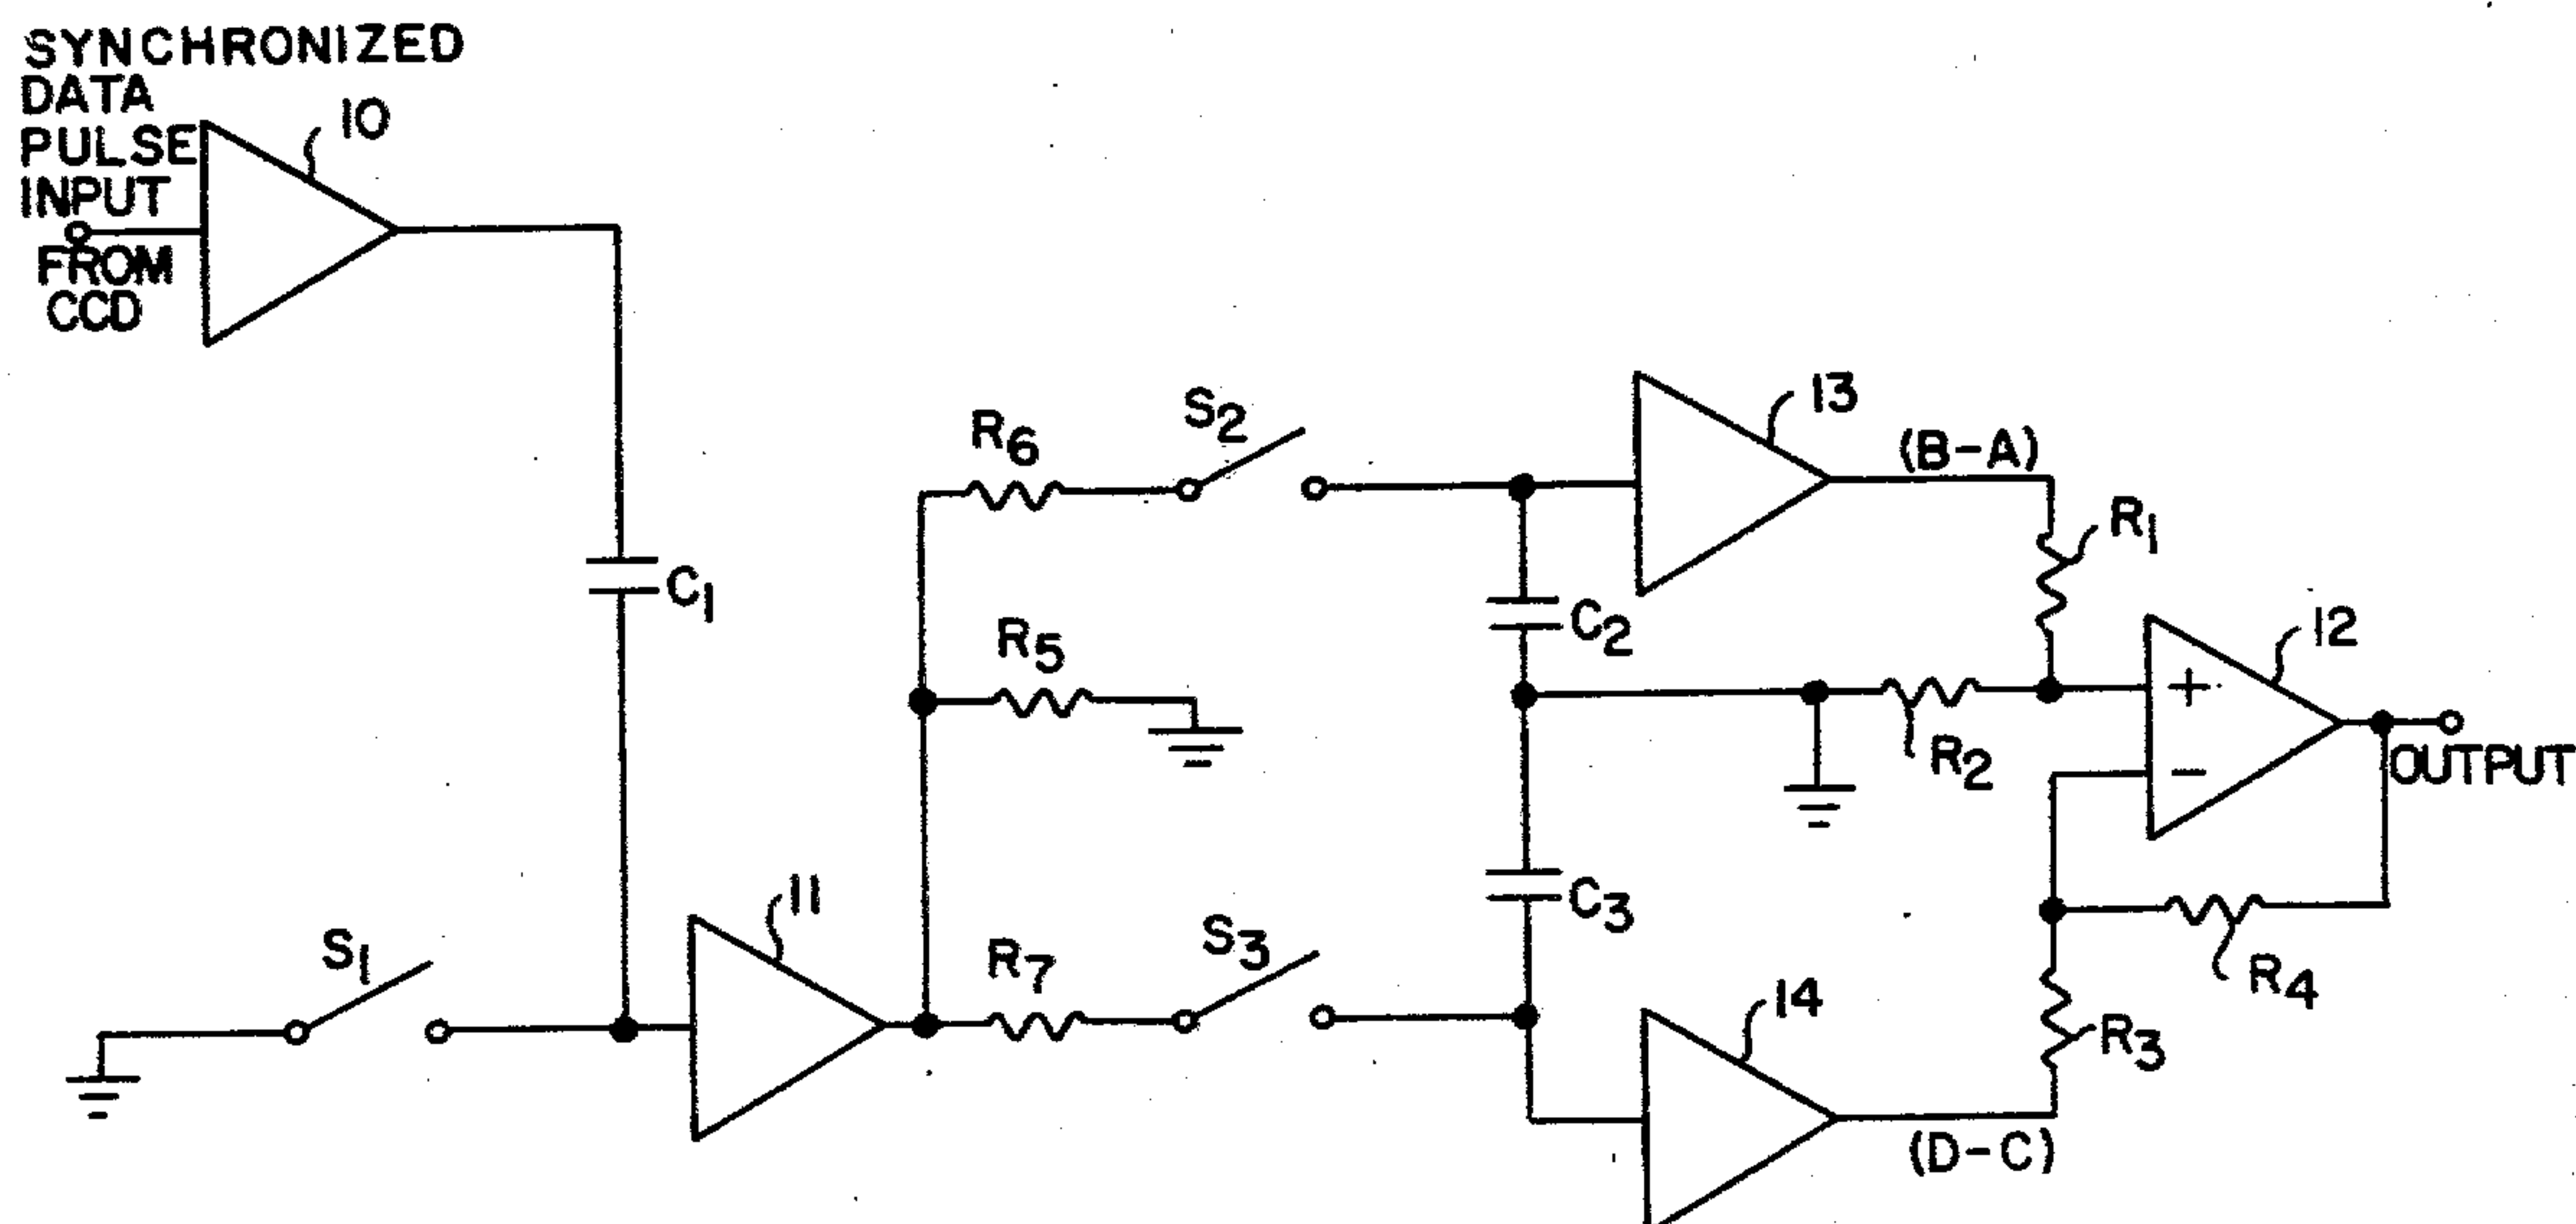 SYNCHRONIZED
DATA
PULSE
INPUT
FROM
CCD
10
C1
S1
11
R6
S2
R5
R7
S3
13
(B-A)
R1
C2
R2
12
+
-
OUTPUT
C3
R4
14
R3
(D-C)